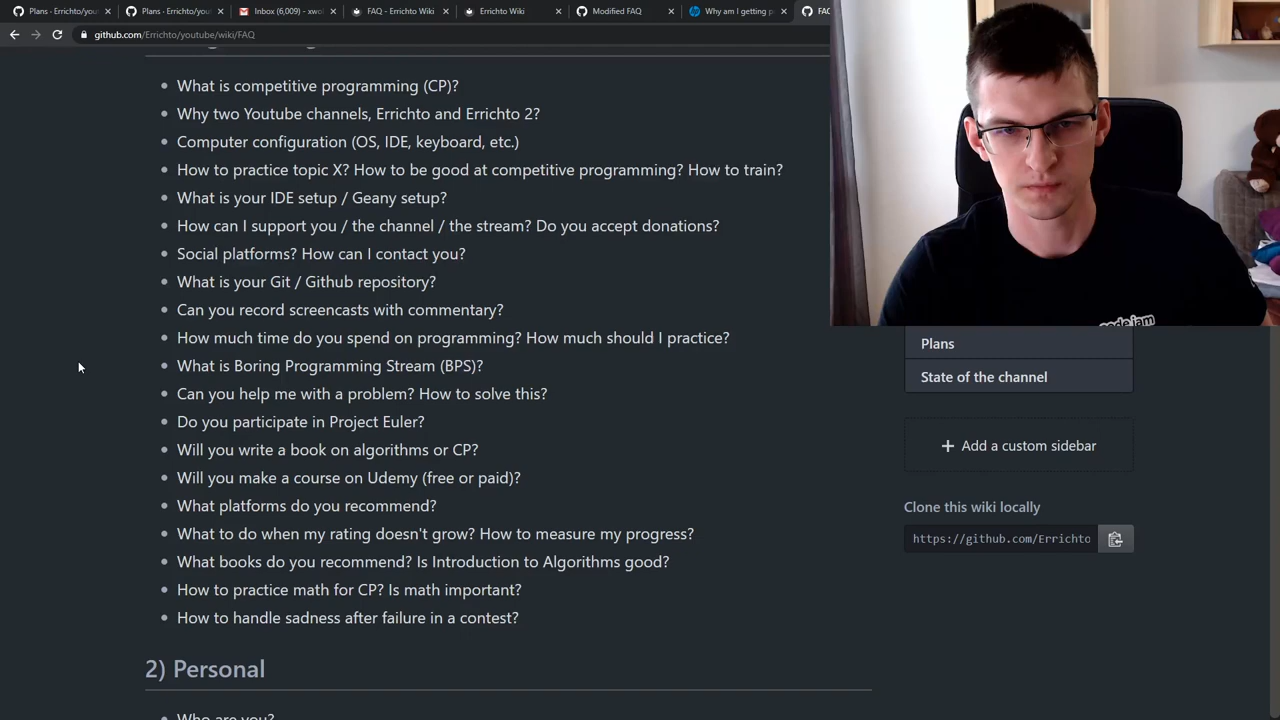 Plans · Errichto/you
Plans · Errichto/you
Inbox (6,009) - xwo
FAQ - Errichto Wiki
Errichto Wiki
Modified FAQ
Why am I getting p
FAQ
github.com/Errichto/youtube/wiki/FAQ
What is competitive programming (CP)?
Why two Youtube channels, Errichto and Errichto 2?
Computer configuration (OS, IDE, keyboard, etc.)
How to practice topic X? How to be good at competitive programming? How to train?
What is your IDE setup / Geany setup?
How can I support you / the channel / the stream? Do you accept donations?
Social platforms? How can I contact you?
What is your Git / Github repository?
Can you record screencasts with commentary?
How much time do you spend on programming? How much should I practice?
What is Boring Programming Stream (BPS)?
Can you help me with a problem? How to solve this?
Do you participate in Project Euler?
Will you write a book on algorithms or CP?
Will you make a course on Udemy (free or paid)?
What platforms do you recommend?
What to do when my rating doesn't grow? How to measure my progress?
What books do you recommend? Is Introduction to Algorithms good?
How to practice math for CP? Is math important?
How to handle sadness after failure in a contest?
2) Personal
Who are you?
code jam
Plans
State of the channel
Add a custom sidebar
Clone this wiki locally
https://github.com/Errichto